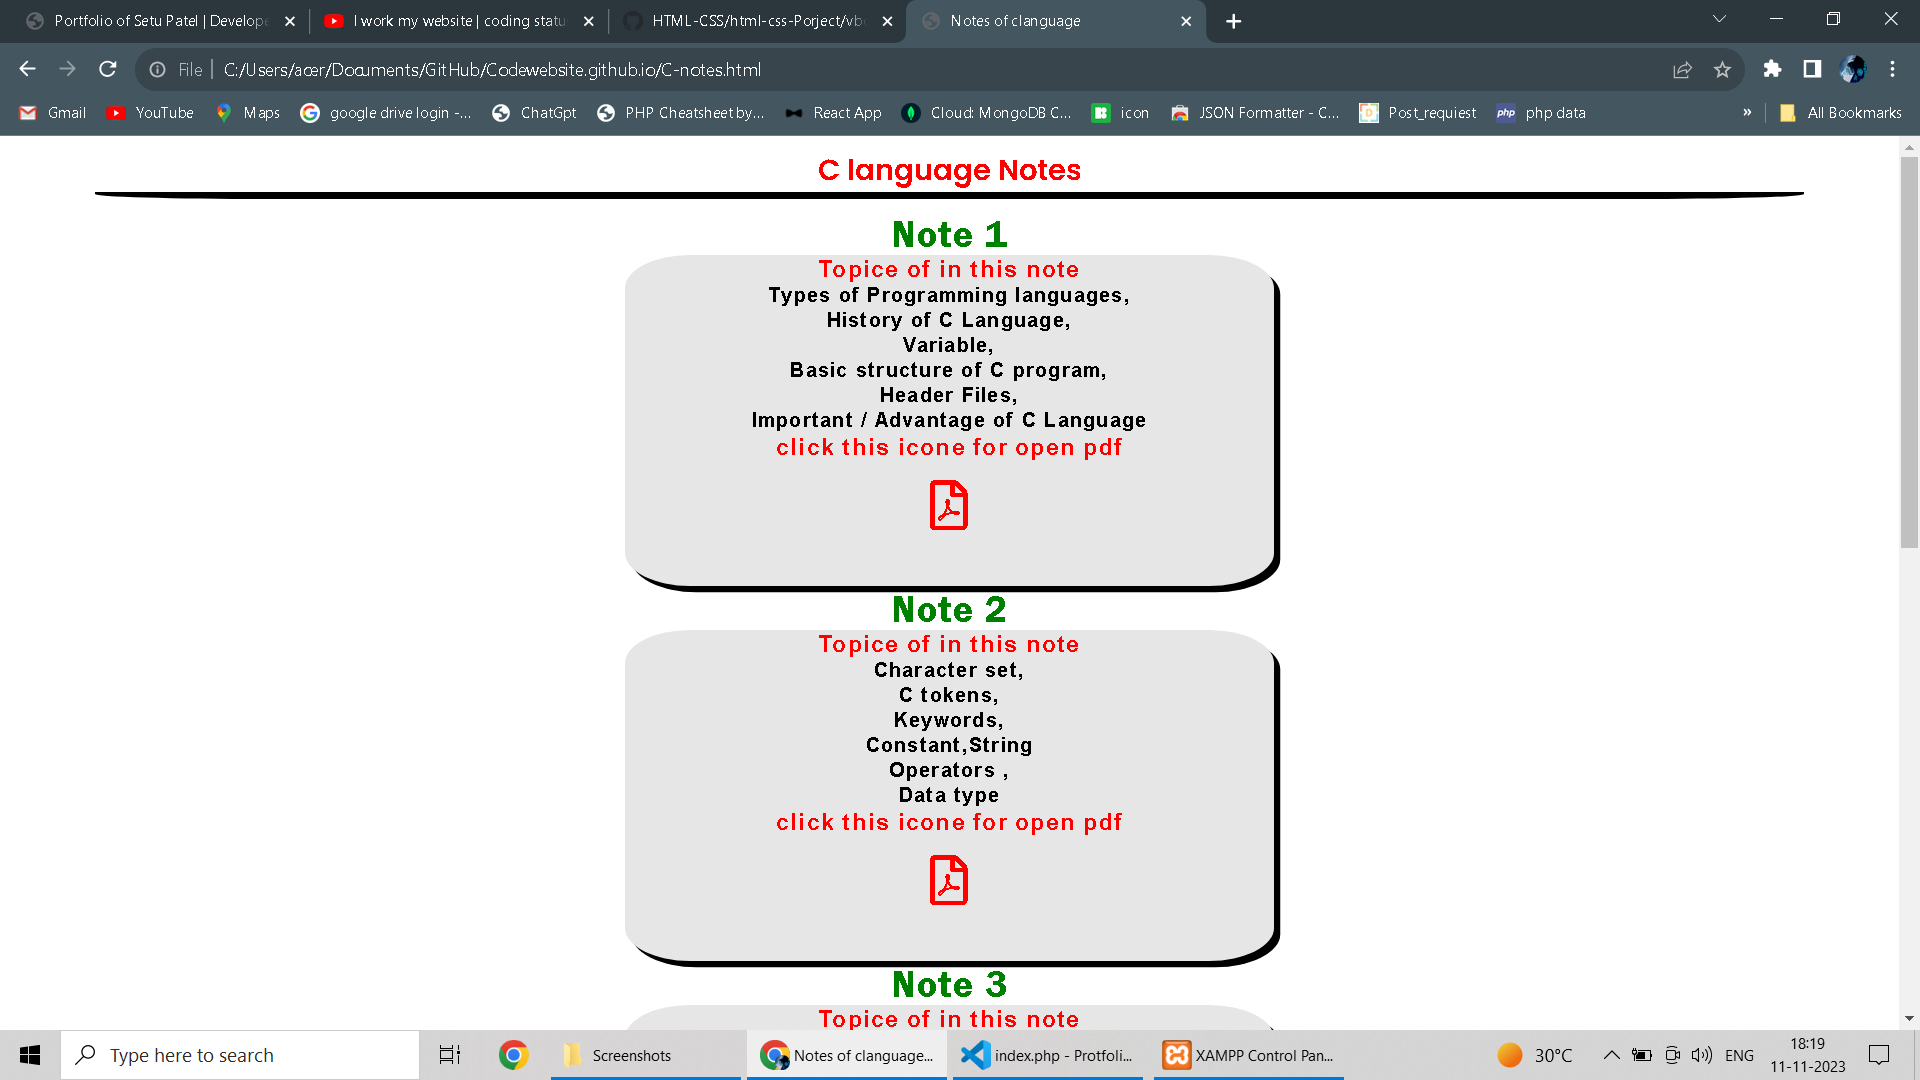 Portfolio of Setu Patel | Develope
I work my website | coding statu
HTML-CSS/html-css-Porject/vbo
Notes of clanguage
File
C:/Users/acer/Documents/GitHub/Codewebsite.github.io/C-notes.html
Gmail
YouTube
Maps
google drive login -...
ChatGpt
PHP Cheatsheet by...
React App
Cloud: MongoDB C...
icon
JSON Formatter - C...
Post_requiest
php
php data
»
All Bookmarks
C language Notes
Note 1
Topice of in this note
Types of Programming languages,
History of C Language,
Variable,
Basic structure of C program,
Header Files,
Important / Advantage of C Language
click this icone for open pdf
Note 2
Topice of in this note
Character set,
C tokens,
Keywords,
Constant,String
Operators ,
Data type
click this icone for open pdf
Note 3
Topice of in this note
Type here to search
Screenshots
Notes of clanguage...
index.php - Protfoli...
XAMPP Control Pan...
30°C
ENG
18:19
11-11-2023